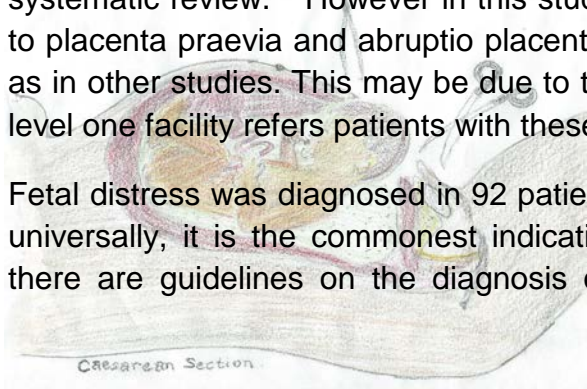 systematic review. However in this stud
to placenta praevia and abruptio placent
as in other studies. This may be due to t
level one facility refers patients with these
Fetal distress was diagnosed in 92 patie
universally, it is the commonest indicati
there are guidelines on the diagnosis
Caesarean Section.